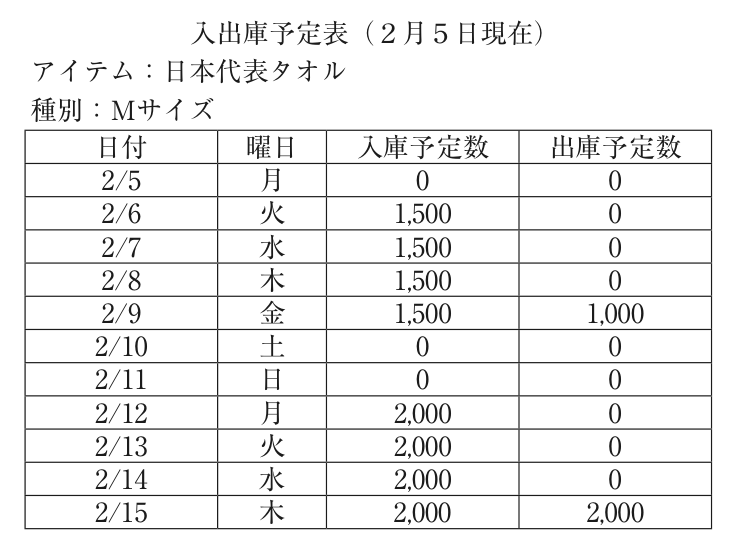 入出庫予定表（２月５日現在）
アイテム：日本代表タオル
種別：Mサイズ
日付 曜日 入庫予定数 出庫予定数
2/5 月 0 0
2/6 火 1,500 0
2/7 水 1,500 0
2/8 木 1,500 0
2/9 金 1,500 1,000
2/10 土 0 0
2/11 日 0 0
2/12 月 2,000 0
2/13 火 2,000 0
2/14 水 2,000 0
2/15 木 2,000 2,000